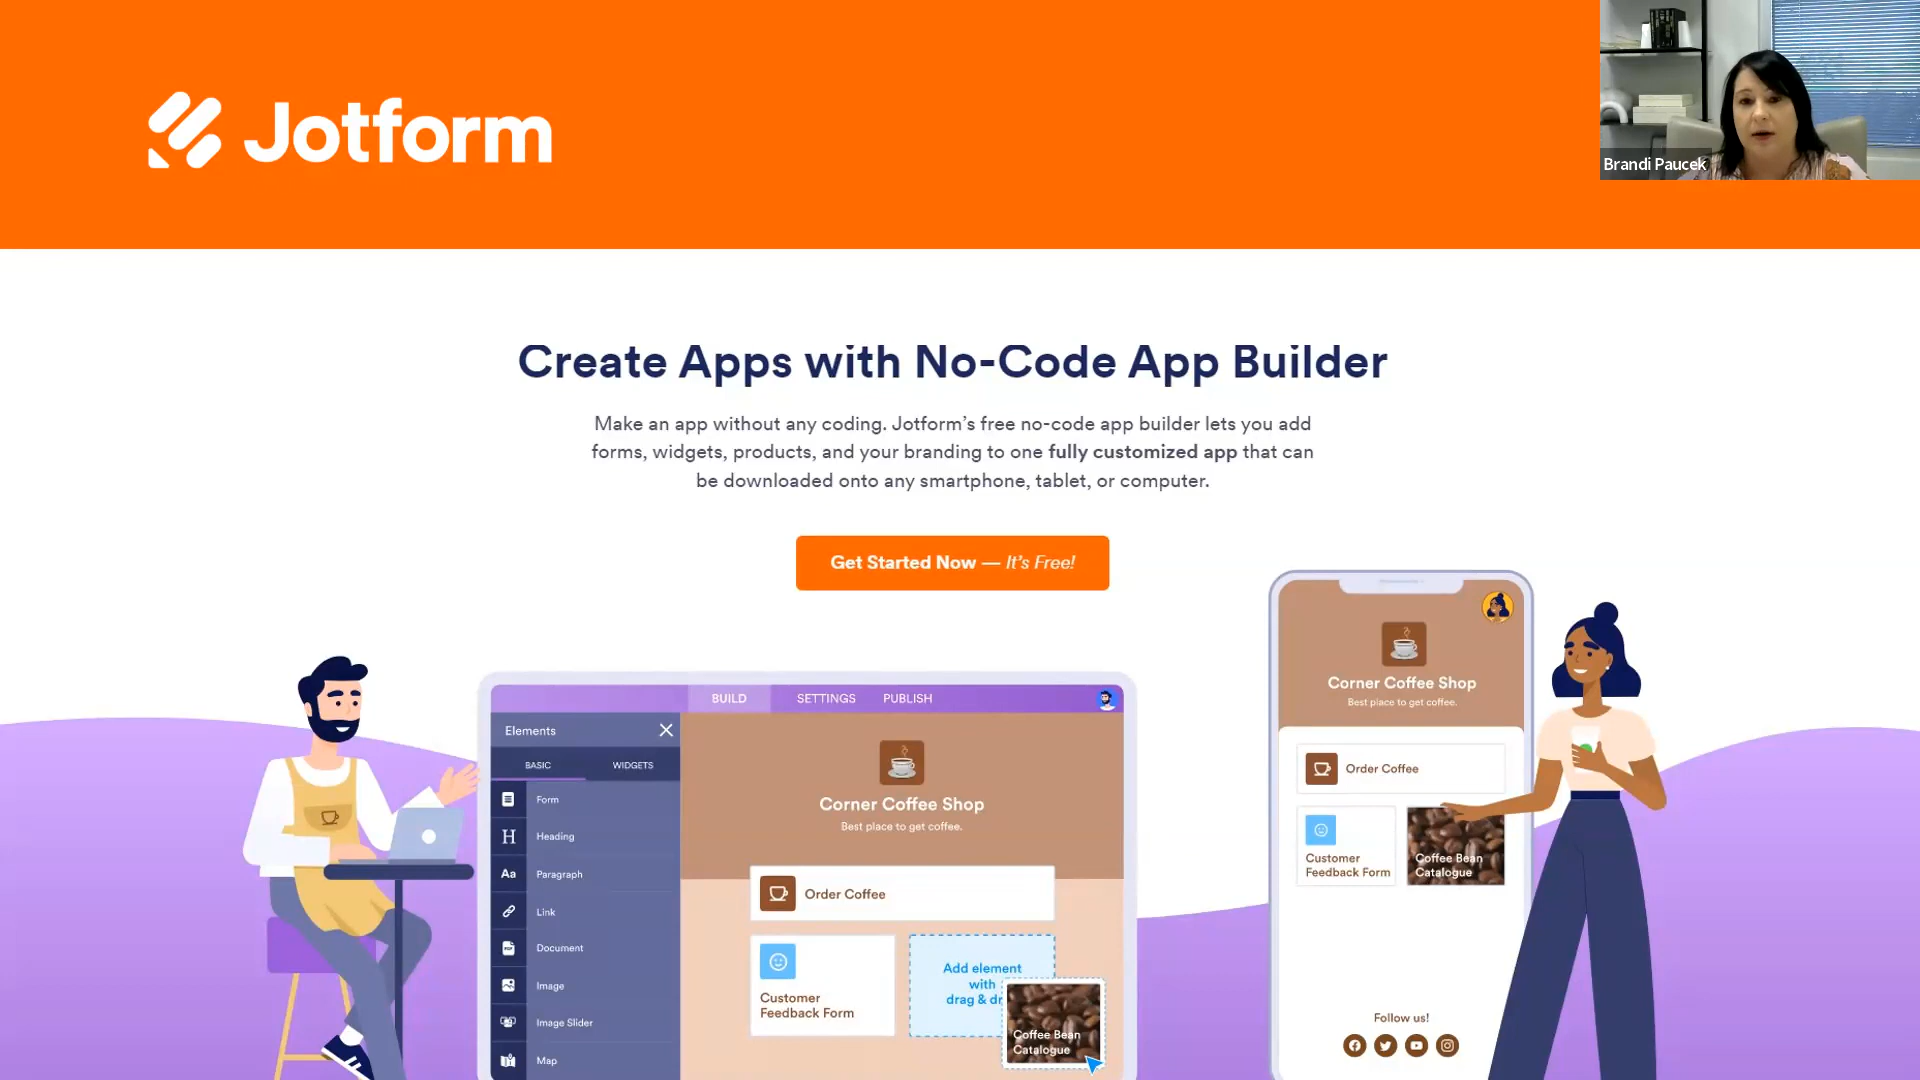 Jotform
Brandi Paucek
Create Apps with No-Code App Builder
Make an app without any coding. Jotform's free no-code app builder lets you add
forms, widgets, products, and your branding to one fully customized app that can
be downloaded onto any smartphone, tablet, or computer.
Get Started Now — It's Free!
BUILD
SETTINGS
PUBLISH
Elements
BASIC
WIDGETS
Form
H
Heading
Aa
Paragraph
Link
Document
Image
Image Slider
Map
Corner Coffee Shop
Best place to get coffee.
Order Coffee
Customer
Feedback Form
Add element
with
drag & dr
Coffee Bean
Catalogue
Corner Coffee Shop
Best place to get coffee.
Order Coffee
Customer
Feedback Form
Coffee Bean
Catalogue
Follow us!